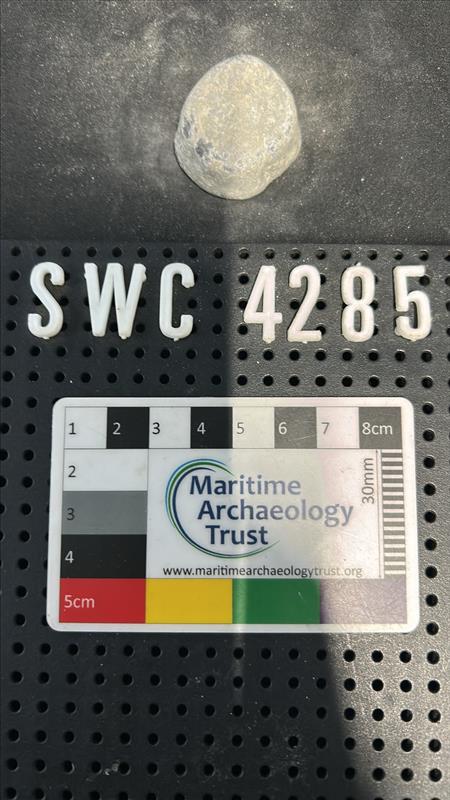 SWC 4285
1 2 3 4 5 6 7 8cm
2
3
4
5cm
Maritime
Archaeology
Trust
www.maritimearchaeologytrust.org
30mm